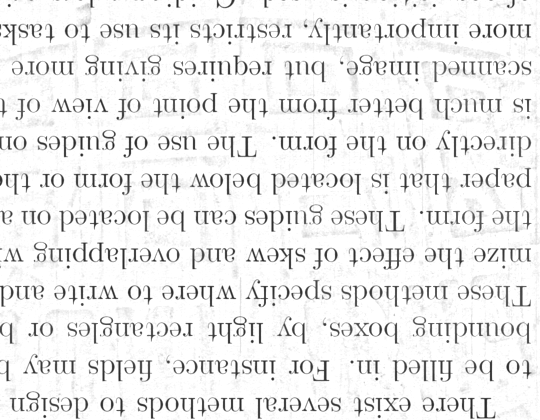 There exist several methods to design
to be filled in. For instance, fields may b
bounding boxes, by light rectangles or b
These methods specify where to write and
mize the effect of skew and overlapping wi
the form. These guides can be located on a
paper that is located below the form or the
directly on the form. The use of guides on
is much better from the point of view of t
scanned image, but requires giving more
more importantly, restricts its use to tasks